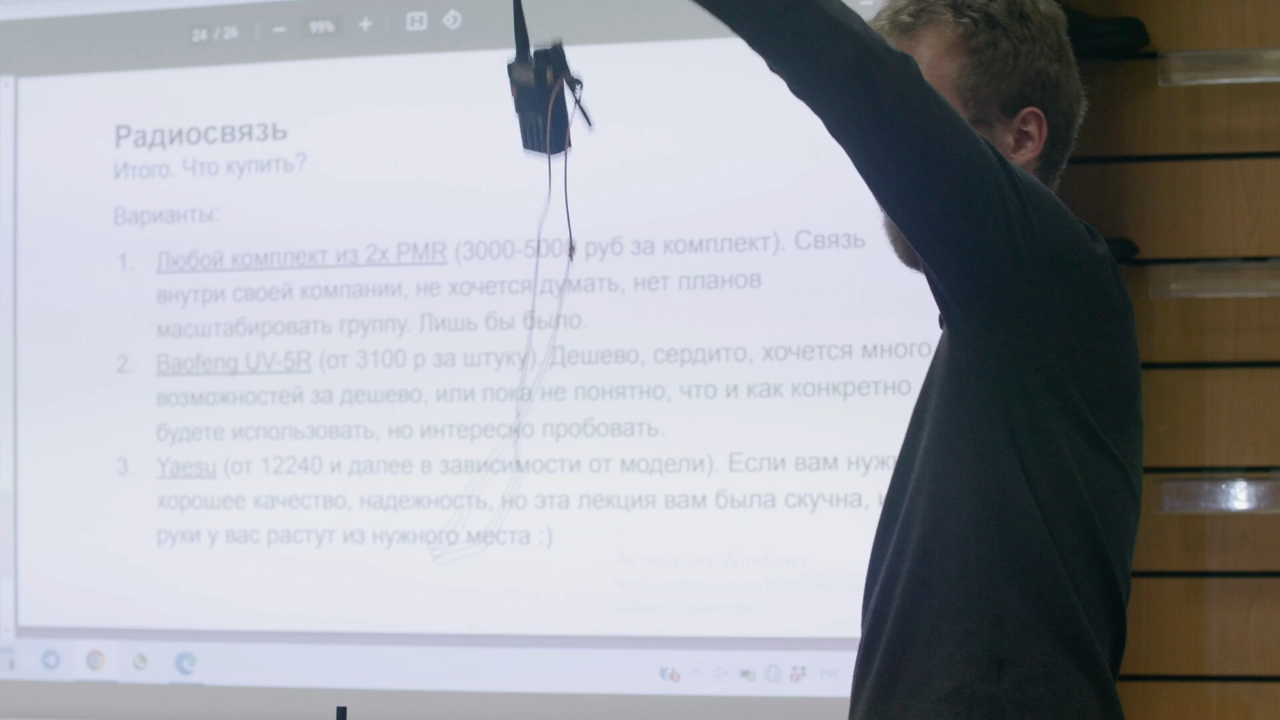 24 / 26
99%
Радиосвязь
Итого. Что купить?
Варианты:
1. Любой комплект из 2х PMR (3000-5000 руб за комплект). Связь
внутри своей компании, не хочется думать, нет планов
масштабировать группу. Лишь бы было.
2. Baofeng UV-5R (от 3100 р за штуку). Дешево, сердито, хочется много
возможностей за дешево, или пока не понятно, что и как конкретно
будете использовать, но интересно пробовать.
3. Yaesu (от 12240 и далее в зависимости от модели). Если вам нуж
хорошее качество, надежность, но эта лекция вам была скучна,
руки у вас растут из нужного места :)
Активация Windows